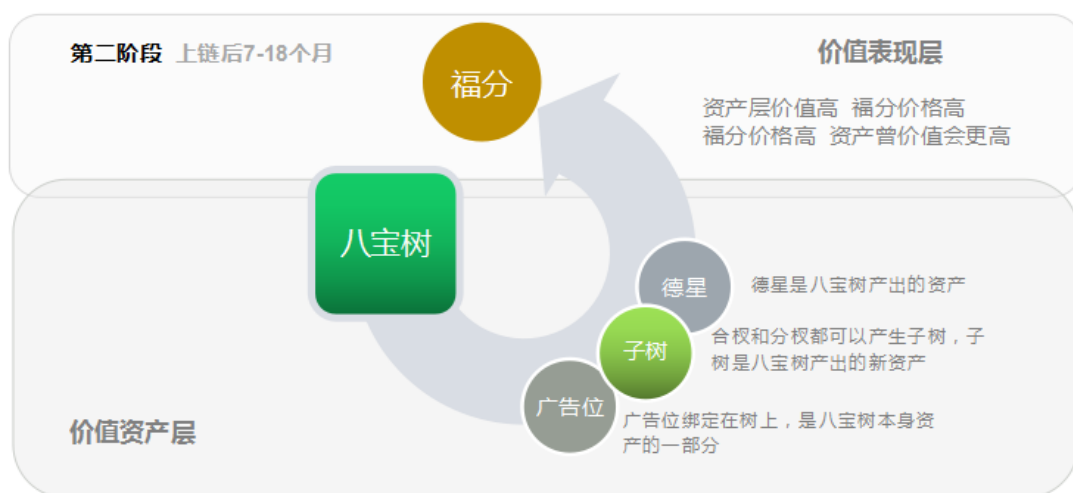 第二阶段 上链后7-18个月
福分
价值表现层
资产层价值高 福分价格高
福分价格高 资产曾价值会更高
八宝树
德星
德星是八宝树产出的资产
子树
合杈和分杈都可以产生子树，子
树是八宝树产出的新资产
广告位
广告位绑定在树上，是八宝树本身资
产的一部分
价值资产层